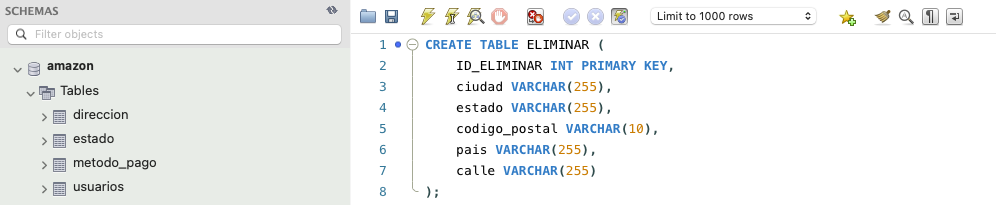 SCHEMAS
Filter objects
amazon
Tables
direccion
estado
metodo_pago
usuarios
Limit to 1000 rows
1 CREATE TABLE ELIMINAR (
2 ID_ELIMINAR INT PRIMARY KEY,
3 ciudad VARCHAR(255),
4 estado VARCHAR(255),
5 codigo_postal VARCHAR(10),
6 pais VARCHAR(255),
7 calle VARCHAR(255)
8 );